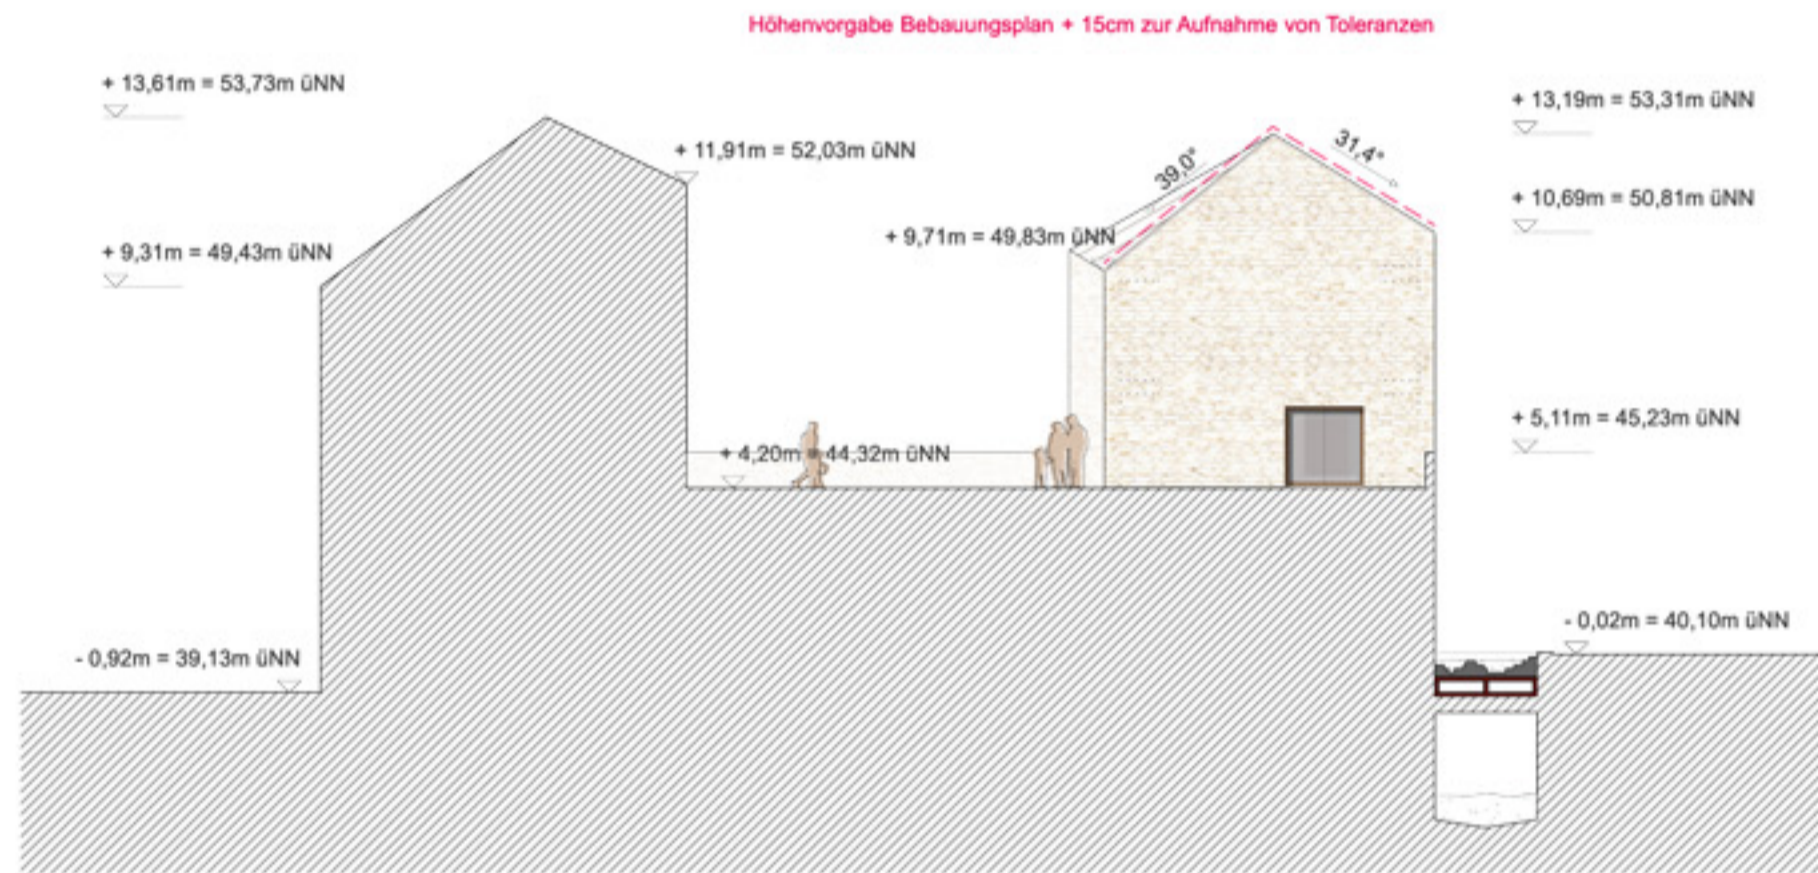 Höhenvorgabe Bebauungsplan + 15cm zur Aufnahme von Toleranzen
+ 13,61m = 53,73m üNN
+ 13,19m = 53,31m üNN
+ 11,91m = 52,03m üNN
39,0°
31,4°
+ 10,69m = 50,81m üNN
+ 9,71m = 49,83m üNN
+ 9,31m = 49,43m üNN
+ 5,11m = 45,23m üNN
+ 4,20m = 44,32m üNN
- 0,02m = 40,10m üNN
- 0,92m = 39,13m üNN